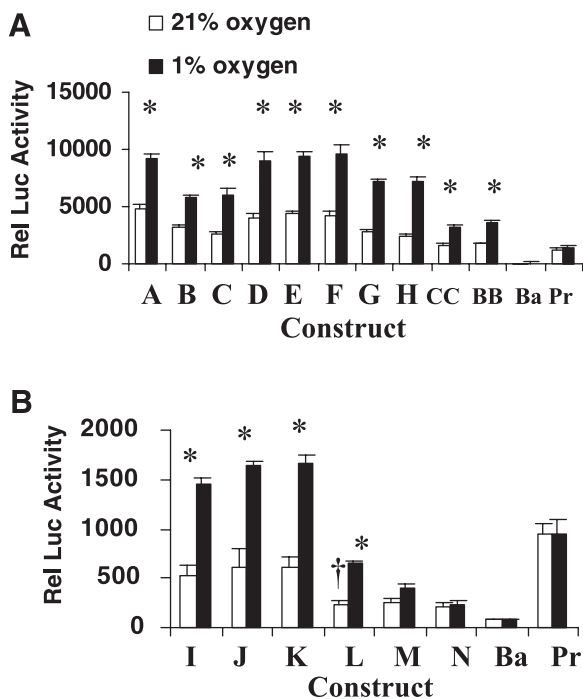 A
21% oxygen
1% oxygen
Rel Luc Activity
15000
10000
5000
0
* * * * * * * * * *
A B C D E F G H CC BB Ba Pr
Construct
B
Rel Luc Activity
2000
1500
1000
500
0
* * * † *
I J K L M N Ba Pr
Construct